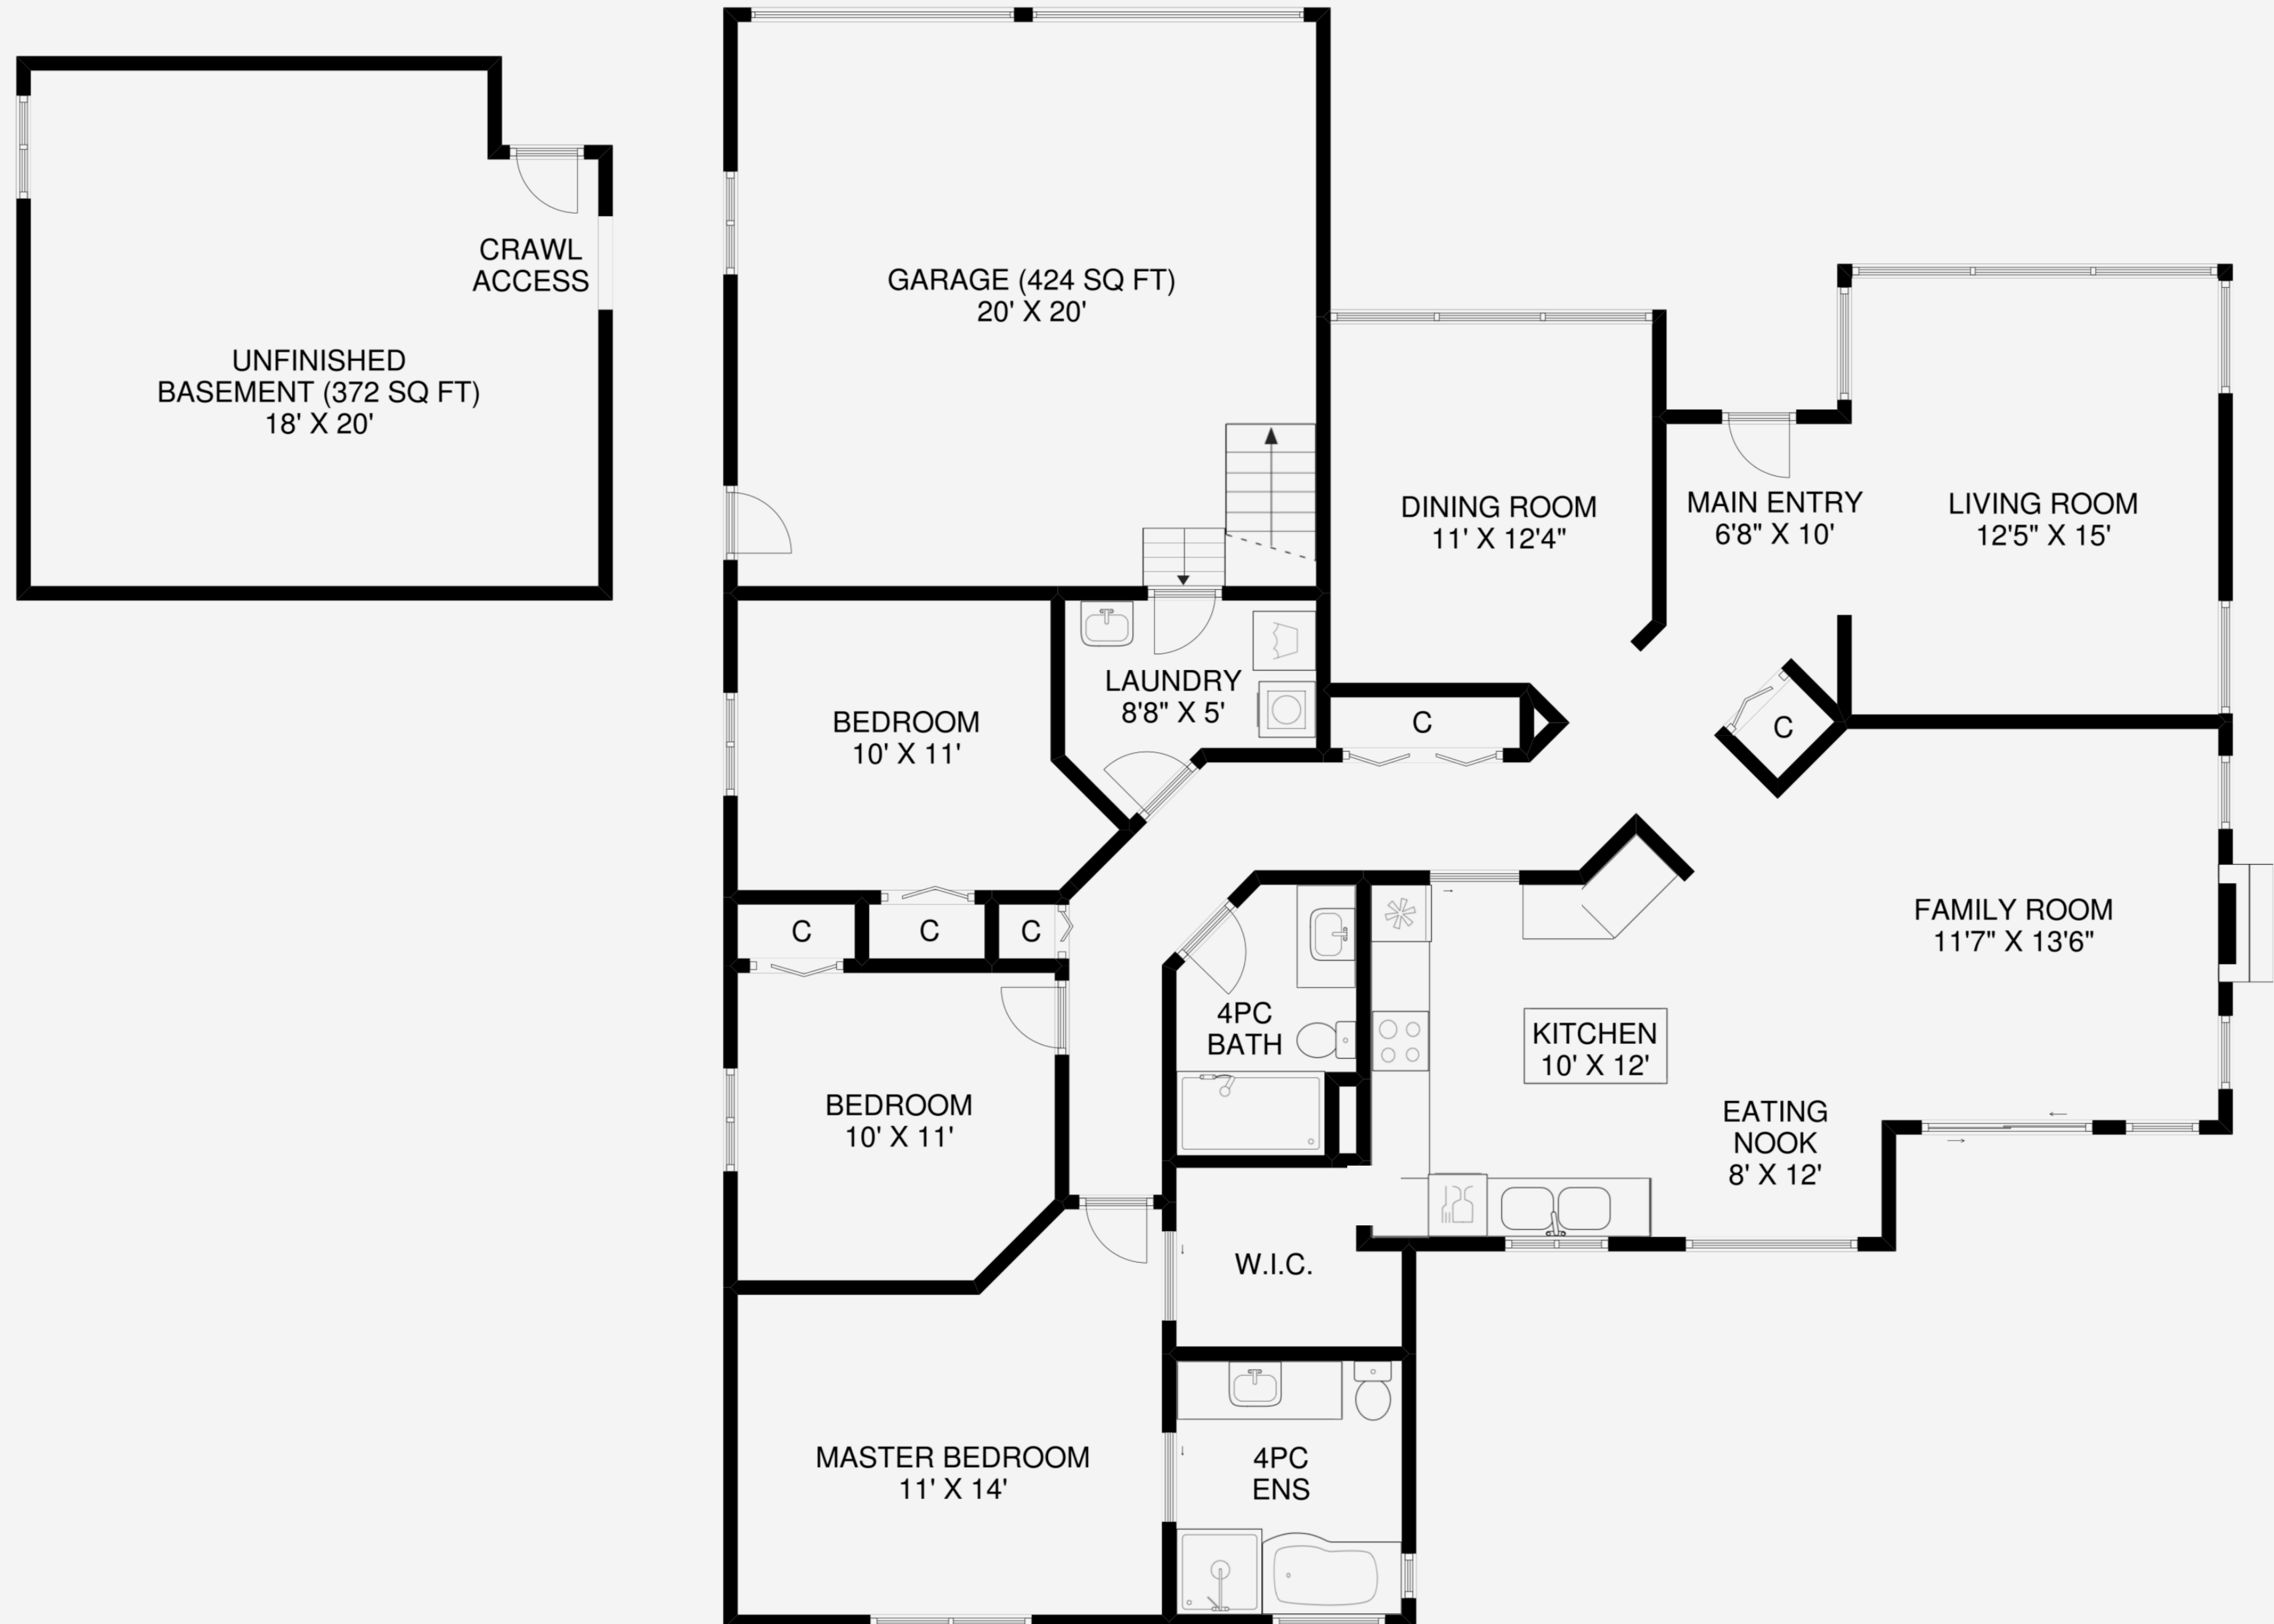 CRAWL
ACCESS
UNFINISHED
BASEMENT (372 SQ FT)
18' X 20'
GARAGE (424 SQ FT)
20' X 20'
DINING ROOM
11' X 12'4"
MAIN ENTRY
6'8" X 10'
LIVING ROOM
12'5" X 15'
LAUNDRY
8'8" X 5'
BEDROOM
10' X 11'
C
C
C
C
C
FAMILY ROOM
11'7" X 13'6"
4PC
BATH
KITCHEN
10' X 12'
BEDROOM
10' X 11'
EATING
NOOK
8' X 12'
W.I.C.
MASTER BEDROOM
11' X 14'
4PC
ENS